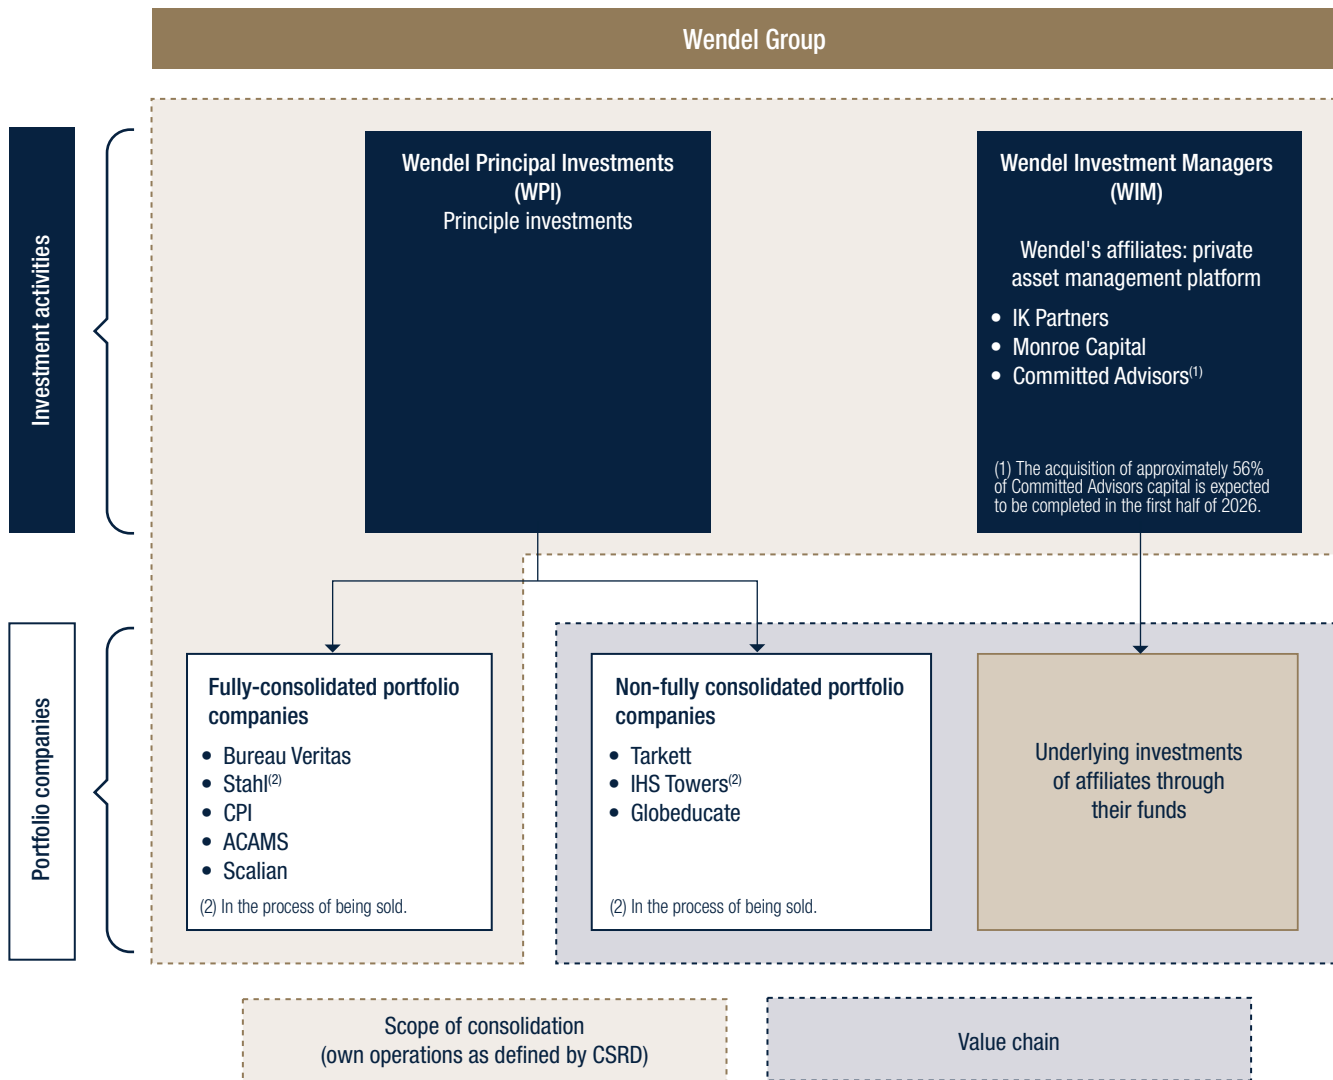 Wendel Group
Investment activities
Wendel Principal Investments
(WPI)
Principle investments
Wendel Investment Managers
(WIM)
Wendel's affiliates: private
asset management platform
• IK Partners
• Monroe Capital
• Committed Advisors(1)
(1) The acquisition of approximately 56%
of Committed Advisors capital is expected
to be completed in the first half of 2026.
Portfolio companies
Fully-consolidated portfolio
companies
• Bureau Veritas
• Stahl(2)
• CPI
• ACAMS
• Scalian
(2) In the process of being sold.
Non-fully consolidated portfolio
companies
• Tarkett
• IHS Towers(2)
• Globeducate
(2) In the process of being sold.
Underlying investments
of affiliates through
their funds
Scope of consolidation
(own operations as defined by CSRD)
Value chain